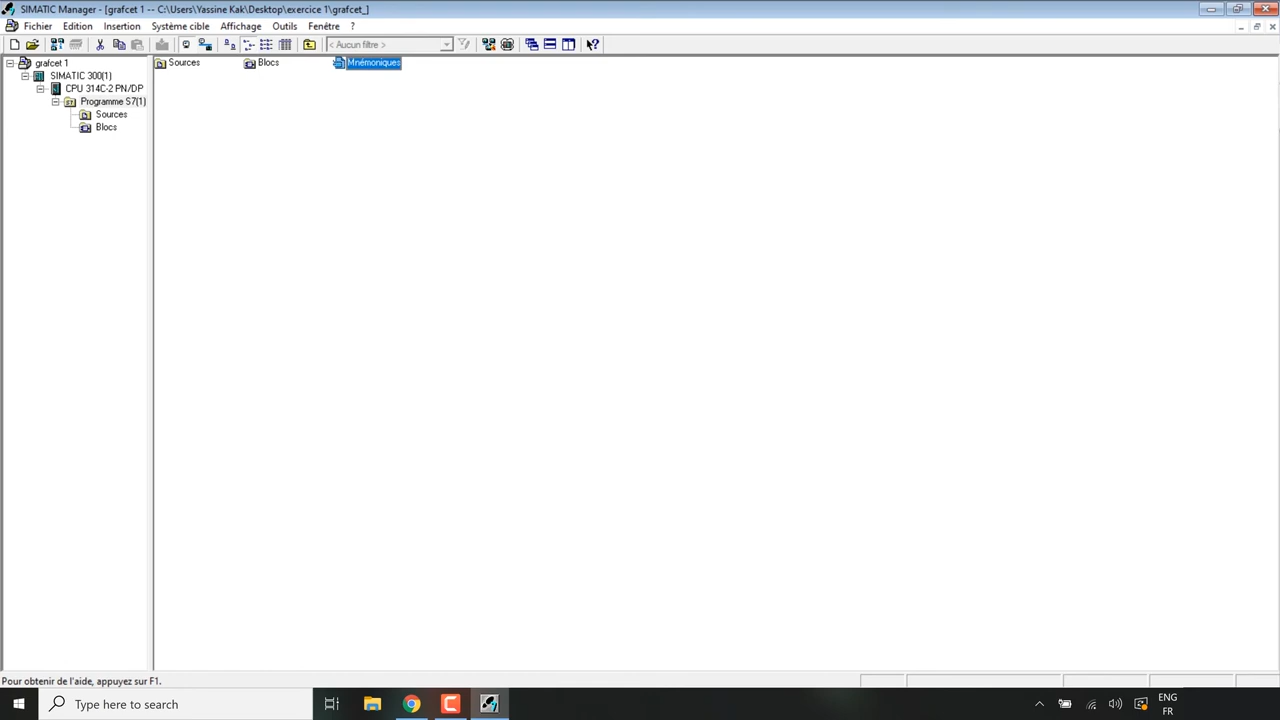 SIMATIC Manager - [grafcet 1 -- C:\Users\Yassine Kak\Desktop\exercice 1\grafcet_]
Fichier Edition Insertion Système cible Affichage Outils Fenêtre ?
< Aucun filtre >
grafcet 1
SIMATIC 300(1)
CPU 314C-2 PN/DP
Programme S7(1)
Sources
Blocs
Sources Blocs Mnémoniques
Pour obtenir de l'aide, appuyez sur F1.
Type here to search
ENG
FR